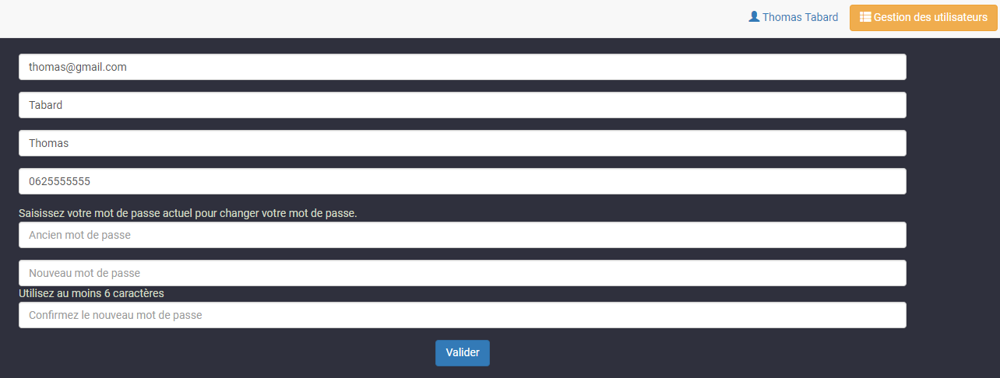 Thomas Tabard Gestion des utilisateurs
thomas@gmail.com
Tabard
Thomas
0625555555
Saisissez votre mot de passe actuel pour changer votre mot de passe.
Ancien mot de passe
Nouveau mot de passe
Utilisez au moins 6 caractères
Confirmez le nouveau mot de passe
Valider